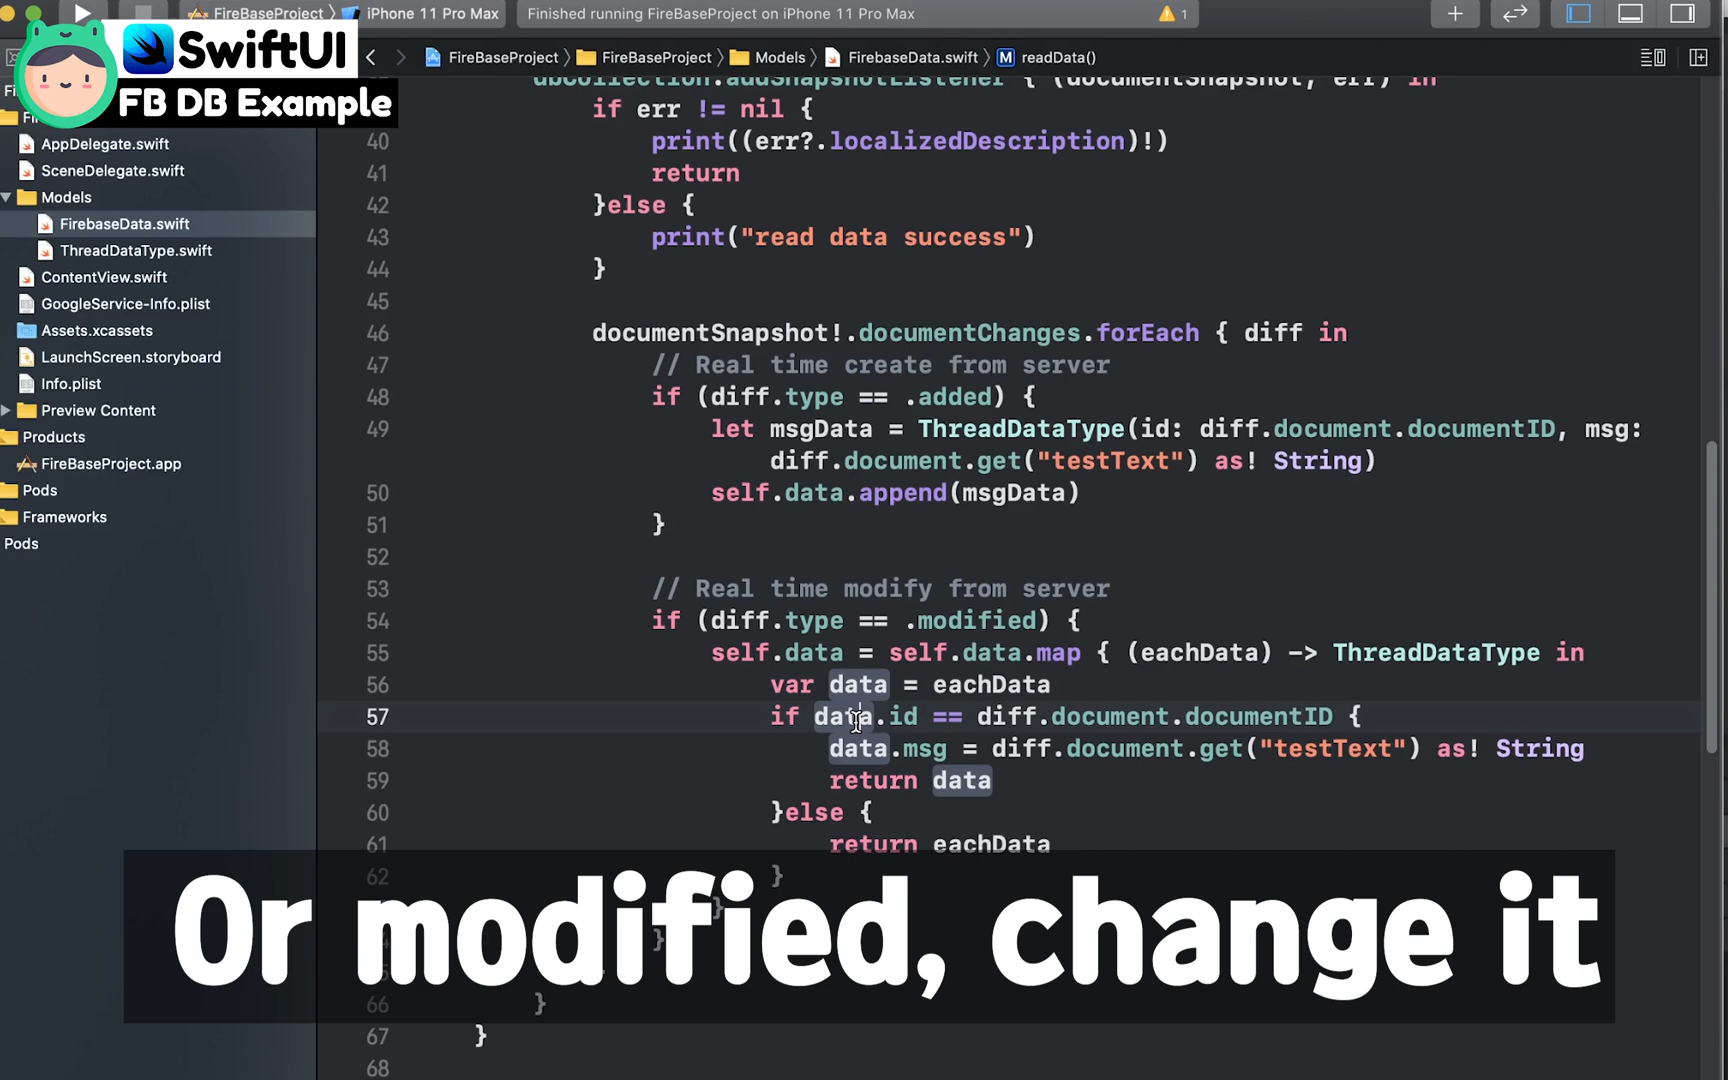 FireBaseProject 〉 iPhone 11 Pro Max
Finished running FireBaseProject on iPhone 11 Pro Max
1
SwiftUI
FB DB Example
FireBaseProject 〉 FireBaseProject 〉 Models 〉 FirebaseData.swift 〉 M readData()
AppDelegate.swift
SceneDelegate.swift
Models
FirebaseData.swift
ThreadDataType.swift
ContentView.swift
GoogleService-Info.plist
Assets.xcassets
LaunchScreen.storyboard
Info.plist
Preview Content
Products
FireBaseProject.app
Pods
Frameworks
Pods
dbCollection.addSnapshotListener { (documentSnapshot, err) in
if err != nil {
40 print((err?.localizedDescription)!)
41 return
42 }else {
43 print("read data success")
44 }
45
46 documentSnapshot!.documentChanges.forEach { diff in
47 // Real time create from server
48 if (diff.type == .added) {
49 let msgData = ThreadDataType(id: diff.document.documentID, msg:
diff.document.get("testText") as! String)
50 self.data.append(msgData)
51 }
52
53 // Real time modify from server
54 if (diff.type == .modified) {
55 self.data = self.data.map { (eachData) -> ThreadDataType in
56 var data = eachData
57 if data.id == diff.document.documentID {
58 data.msg = diff.document.get("testText") as! String
59 return data
60 }else {
61 return eachData
62 }
}
}
66 }
67 }
68
Or modified, change it